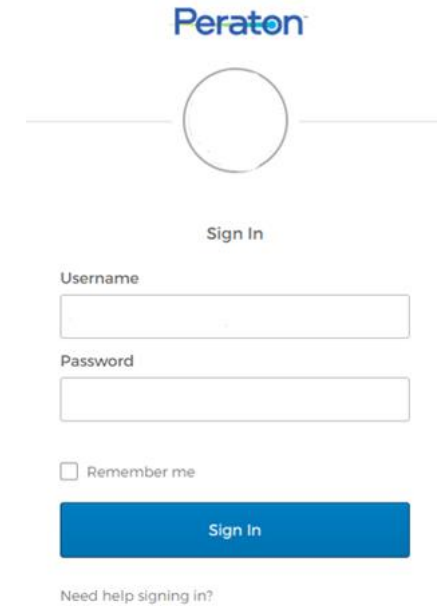 Peraton
Sign In
Username
Password
Remember me
Sign In
Need help signing in?